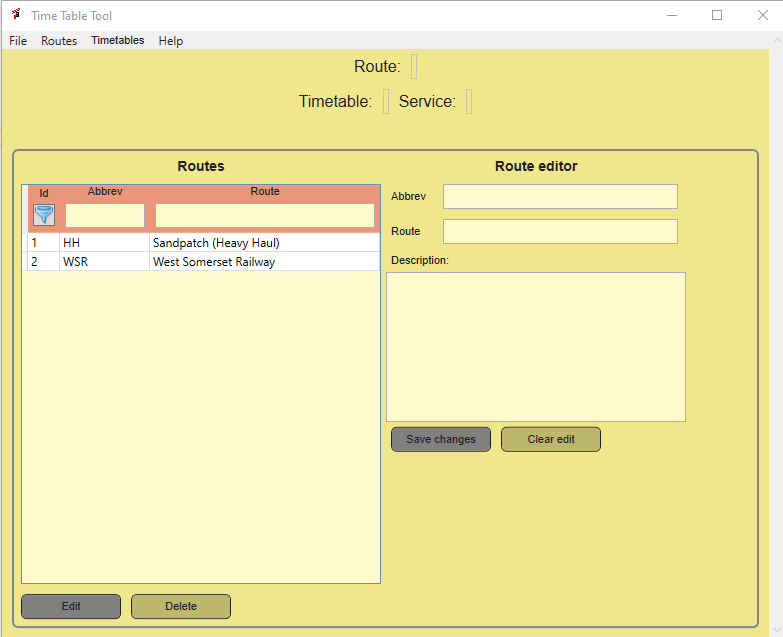 Time Table Tool
File Routes Timetables Help
Route:
Timetable: Service:
Routes
Id Abbrev Route
1 HH Sandpatch (Heavy Haul)
2 WSR West Somerset Railway
Edit Delete
Route editor
Abbrev
Route
Description:
Save changes Clear edit